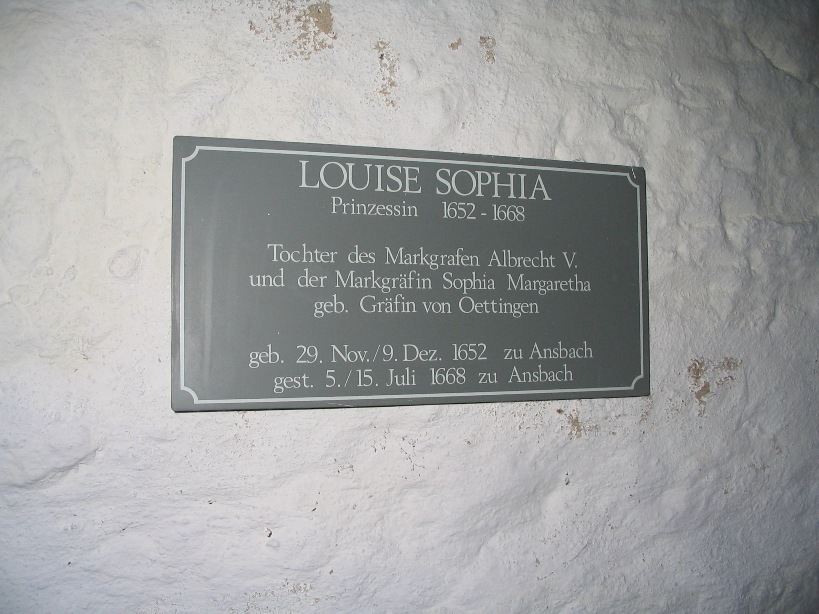 LOUISE SOPHIA
Prinzessin 1652 - 1668
Tochter des Markgrafen Albrecht V.
und der Markgräfin Sophia Margaretha
geb. Gräfin von Oettingen
geb. 29. Nov./9. Dez. 1652 zu Ansbach
gest. 5./15. Juli 1668 zu Ansbach